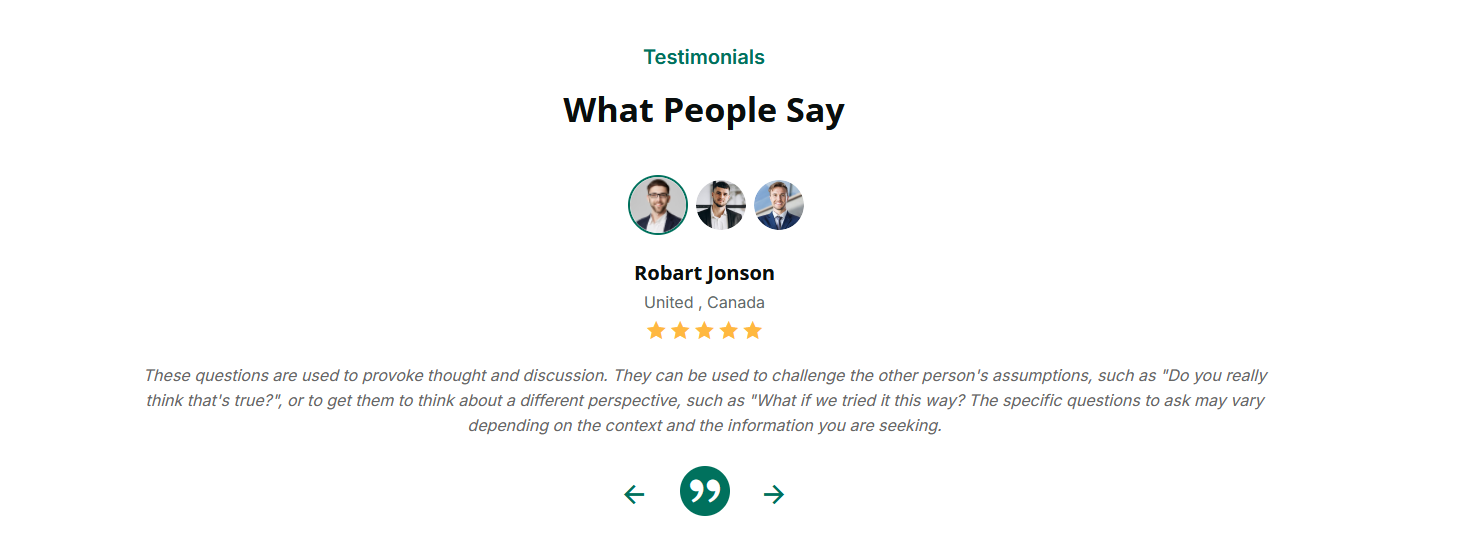 Testimonials
What People Say
Robart Jonson
United , Canada
These questions are used to provoke thought and discussion. They can be used to challenge the other person's assumptions, such as "Do you really
think that's true?", or to get them to think about a different perspective, such as "What if we tried it this way? The specific questions to ask may vary
depending on the context and the information you are seeking.